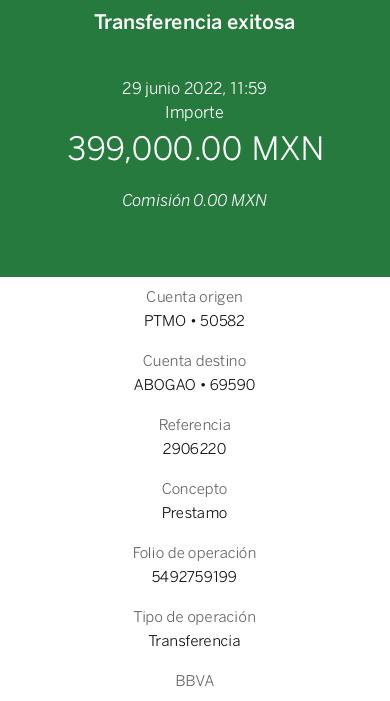 Transferencia exitosa
29 junio 2022, 11:59
Importe
399,000.00 MXN
Comisión 0.00 MXN
Cuenta origen
PTMO • 50582
Cuenta destino
ABOGAO • 69590
Referencia
2906220
Concepto
Prestamo
Folio de operación
5492759199
Tipo de operación
Transferencia
BBVA